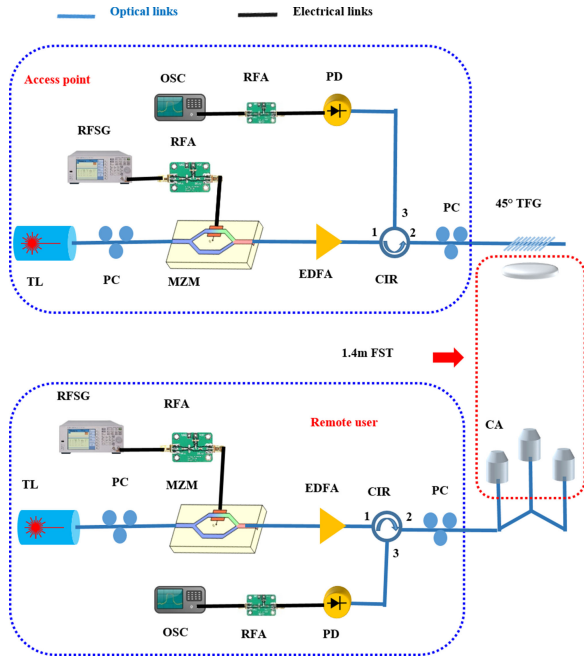 Optical links Electrical links
Access point
OSC RFA PD
RFSG RFA
3
1 2
PC 45° TFG
TL PC MZM EDFA CIR
1.4m FST
RFSG RFA Remote user
CA
TL PC MZM EDFA CIR PC
1 2
3
OSC RFA PD